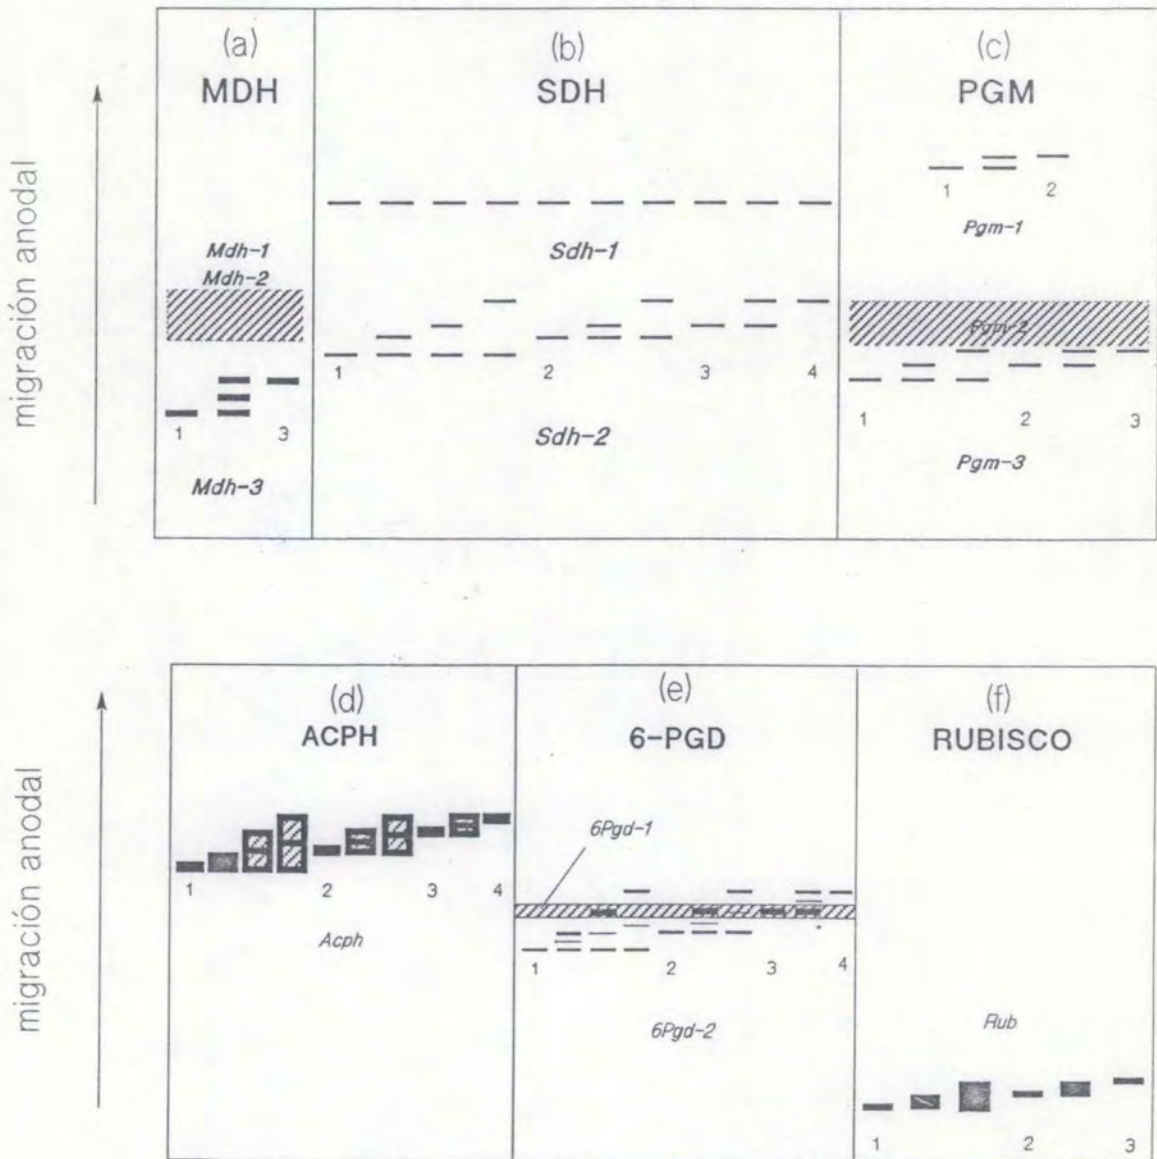 (a)
MDH
Mdh-1
Mdh-2
1 3
Mdh-3
(b)
SDH
Sdh-1
1 2 3 4
Sdh-2
(c)
PGM
1 2
Pgm-1
Pgm-2
1 2 3
Pgm-3
migración anodal
(d)
ACPH
1 2 3 4
Acph
(e)
6-PGD
6Pgd-1
1 2 3 4
6Pgd-2
(f)
RUBISCO
Rub
1 2 3
migración anodal